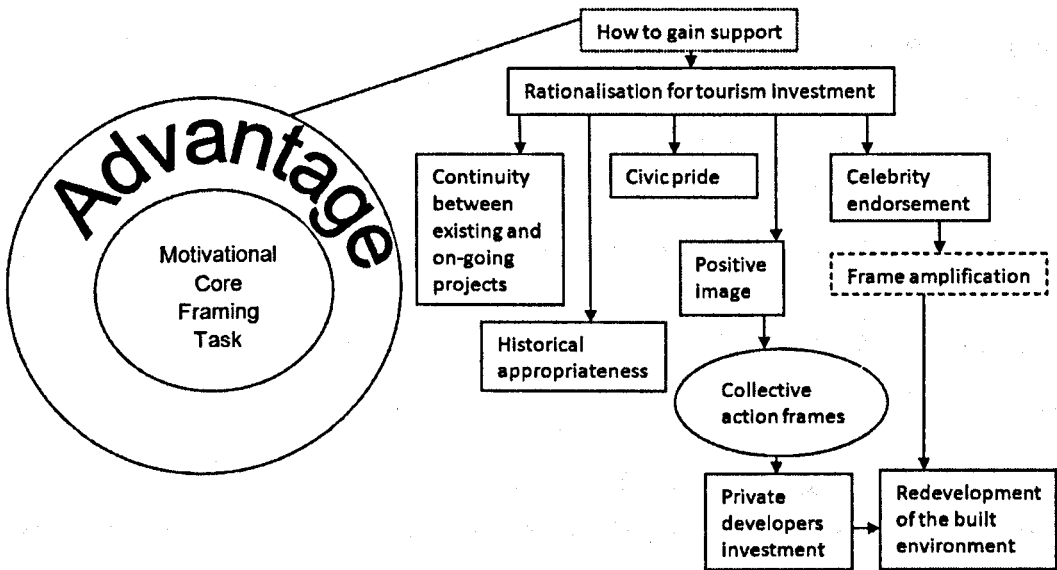 How to gain support
Rationalisation for tourism investment
Advantage
Motivational
Core
Framing
Task
Continuity
between
existing and
on-going
projects
Historical
appropriateness
Civic pride
Positive
image
Collective
action frames
Private
developers
investment
Celebrity
endorsement
Frame amplification
Redevelopment
of the built
environment